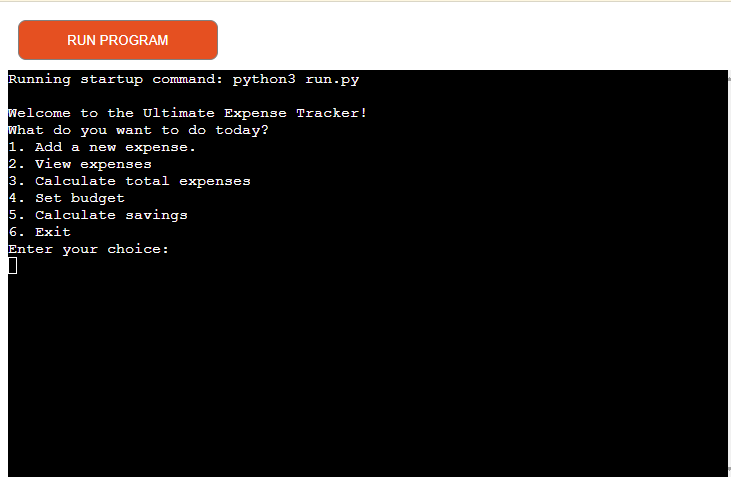 RUN PROGRAM
Running startup command: python3 run.py
Welcome to the Ultimate Expense Tracker!
What do you want to do today?
1. Add a new expense.
2. View expenses
3. Calculate total expenses
4. Set budget
5. Calculate savings
6. Exit
Enter your choice: